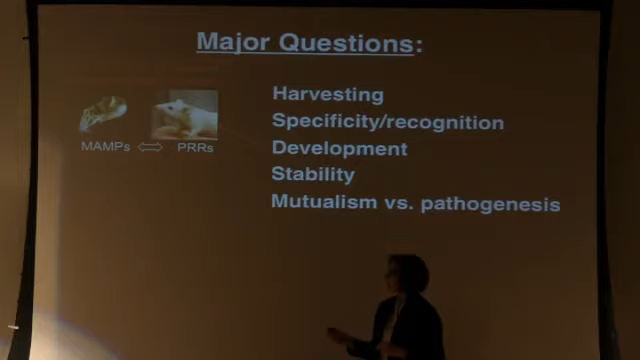 Major Questions:
Harvesting
Specificity/recognition
Development
Stability
Mutualism vs. pathogenesis
MAMPs ⇔ PRRs